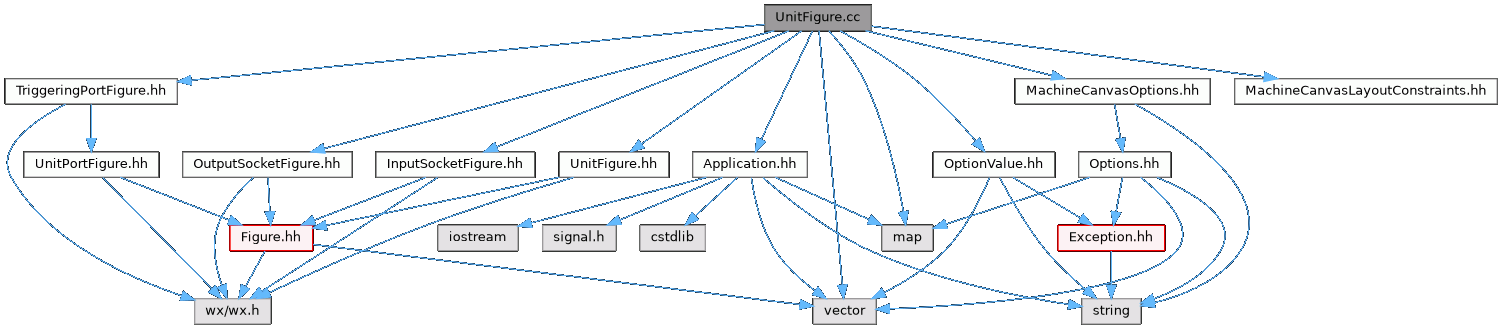 UnitFigure.cc
TriggeringPortFigure.hh
MachineCanvasOptions.hh
MachineCanvasLayoutConstraints.hh
UnitPortFigure.hh
OutputSocketFigure.hh
InputSocketFigure.hh
UnitFigure.hh
Application.hh
OptionValue.hh
Options.hh
Figure.hh
iostream
signal.h
cstdlib
map
Exception.hh
wx/wx.h
vector
string